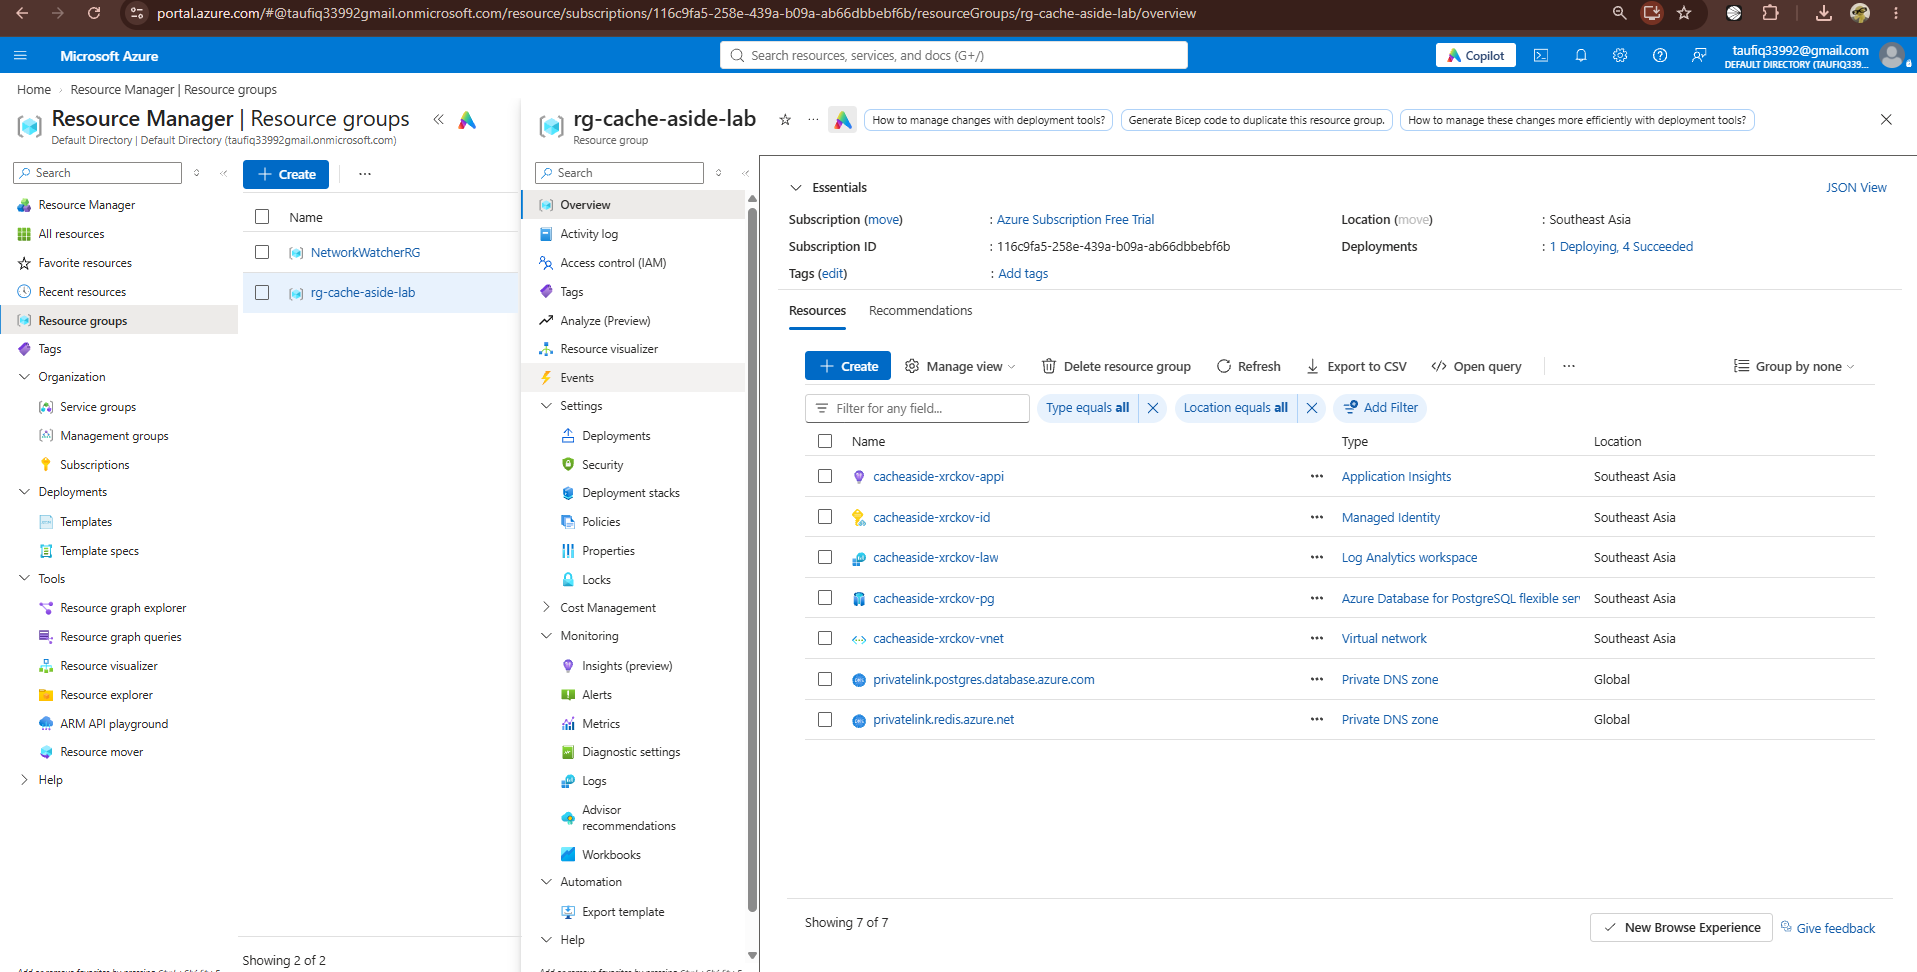 portal.azure.com/#@taufiq33992gmail.onmicrosoft.com/resource/subscriptions/116c9fa5-258e-439a-b09a-ab66dbbebf6b/resourceGroups/rg-cache-aside-lab/overview
Microsoft Azure
Search resources, services, and docs (G+/)
Copilot
taufiq33992@gmail.com
DEFAULT DIRECTORY (TAUFIQ339...
Home > Resource Manager | Resource groups
Resource Manager | Resource groups
Default Directory | Default Directory (taufiq33992gmail.onmicrosoft.com)
Search
Resource Manager
All resources
Favorite resources
Recent resources
Resource groups
Tags
Organization
Service groups
Management groups
Subscriptions
Deployments
Templates
Template specs
Tools
Resource graph explorer
Resource graph queries
Resource visualizer
Resource explorer
ARM API playground
Resource mover
Help
Create
...
Name
NetworkWatcherRG
rg-cache-aside-lab
Showing 2 of 2
rg-cache-aside-lab
Resource group
How to manage changes with deployment tools?
Generate Bicep code to duplicate this resource group.
How to manage these changes more efficiently with deployment tools?
Search
Overview
Activity log
Access control (IAM)
Tags
Analyze (Preview)
Resource visualizer
Events
Settings
Deployments
Security
Deployment stacks
Policies
Properties
Locks
Cost Management
Monitoring
Insights (preview)
Alerts
Metrics
Diagnostic settings
Logs
Advisor
recommendations
Workbooks
Automation
Export template
Help
Essentials
JSON View
Subscription (move) : Azure Subscription Free Trial
Location (move) : Southeast Asia
Subscription ID : 116c9fa5-258e-439a-b09a-ab66dbbebf6b
Deployments : 1 Deploying, 4 Succeeded
Tags (edit) : Add tags
Resources Recommendations
Create Manage view Delete resource group Refresh Export to CSV Open query ... Group by none
Filter for any field... Type equals all Location equals all Add Filter
Name Type Location
cacheaside-xrckov-appi ... Application Insights Southeast Asia
cacheaside-xrckov-id ... Managed Identity Southeast Asia
cacheaside-xrckov-law ... Log Analytics workspace Southeast Asia
cacheaside-xrckov-pg ... Azure Database for PostgreSQL flexible ser Southeast Asia
cacheaside-xrckov-vnet ... Virtual network Southeast Asia
privatelink.postgres.database.azure.com ... Private DNS zone Global
privatelink.redis.azure.net ... Private DNS zone Global
Showing 7 of 7
New Browse Experience
Give feedback